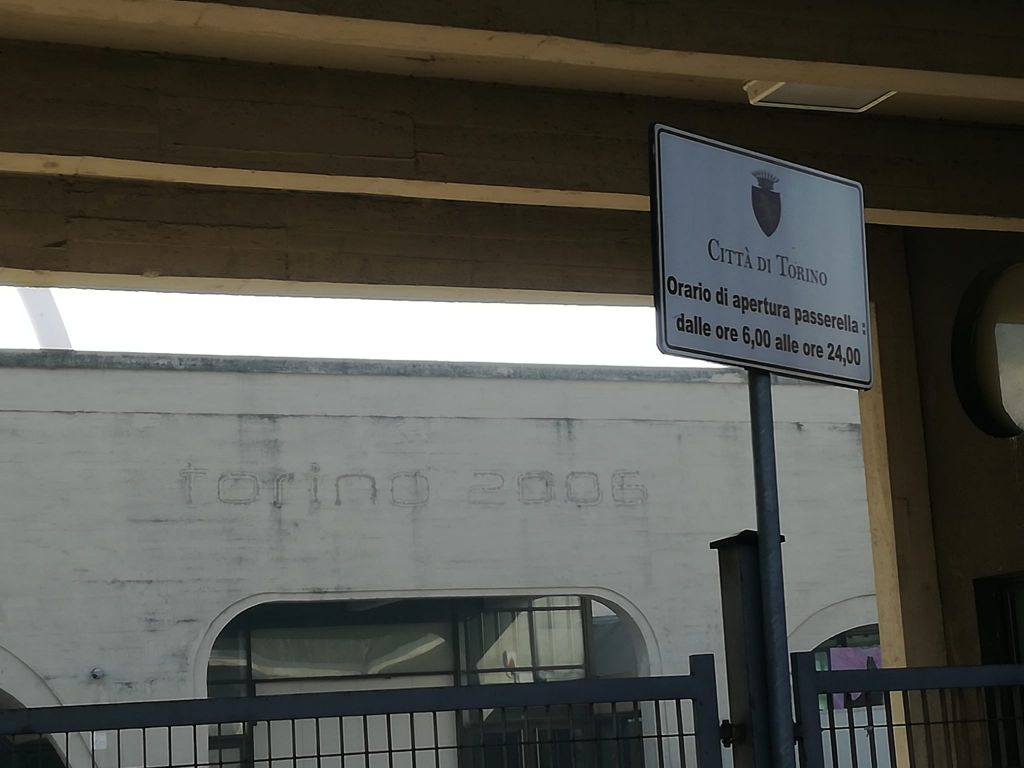 CITTÀ DI TORINO
Orario di apertura passerella :
dalle ore 6,00 alle ore 24,00
torino 2006